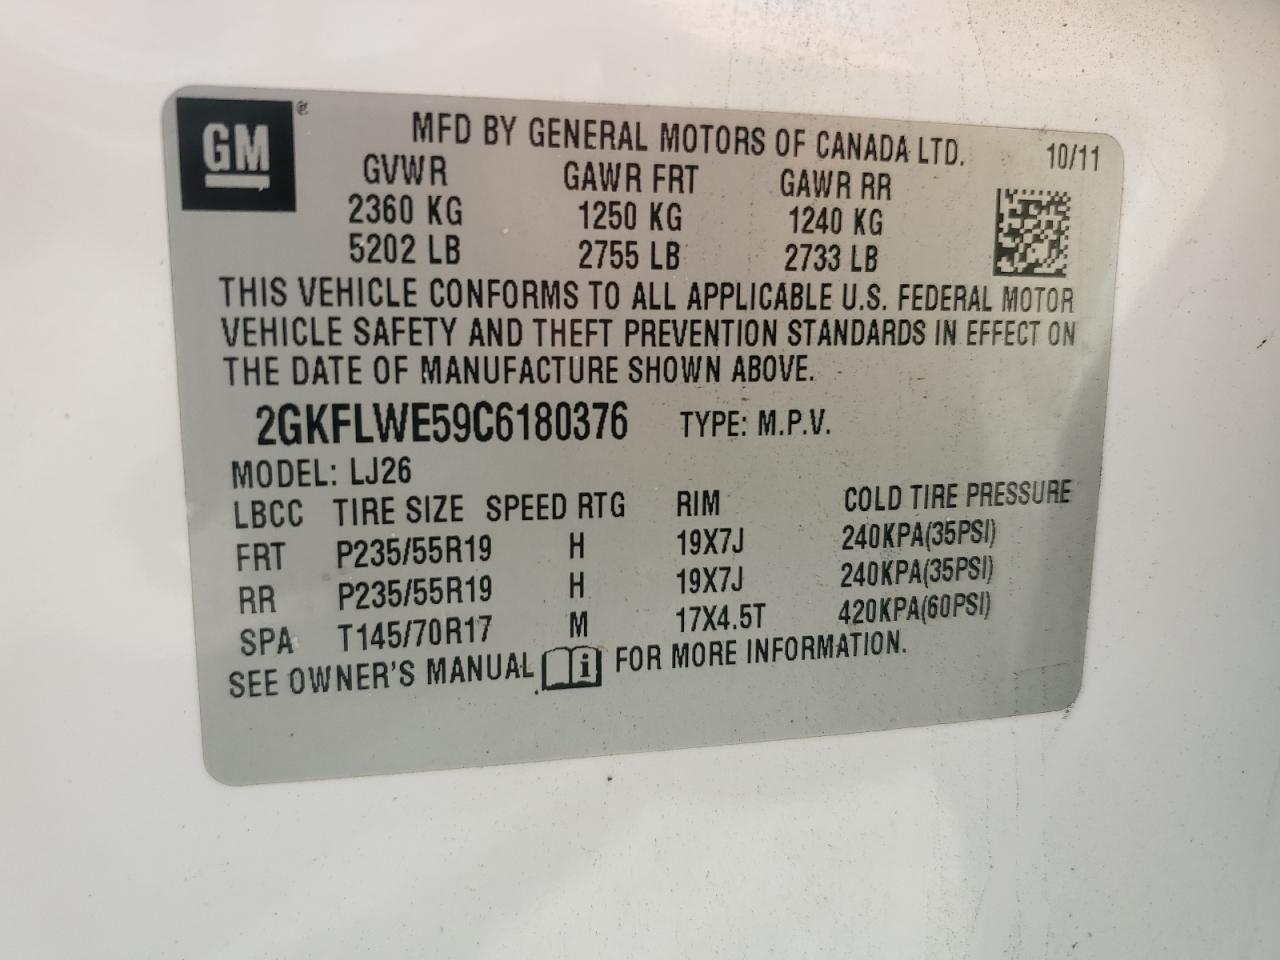 GM
MFD BY GENERAL MOTORS OF CANADA LTD. 10/11
GVWR GAWR FRT GAWR RR
2360 KG 1250 KG 1240 KG
5202 LB 2755 LB 2733 LB
THIS VEHICLE CONFORMS TO ALL APPLICABLE U.S. FEDERAL MOTOR
VEHICLE SAFETY AND THEFT PREVENTION STANDARDS IN EFFECT ON
THE DATE OF MANUFACTURE SHOWN ABOVE.
2GKFLWE59C6180376 TYPE: M.P.V.
MODEL: LJ26
LBCC TIRE SIZE SPEED RTG RIM COLD TIRE PRESSURE
FRT P235/55R19 H 19X7J 240KPA(35PSI)
RR P235/55R19 H 19X7J 240KPA(35PSI)
SPA T145/70R17 M 17X4.5T 420KPA(60PSI)
SEE OWNER'S MANUAL i FOR MORE INFORMATION.